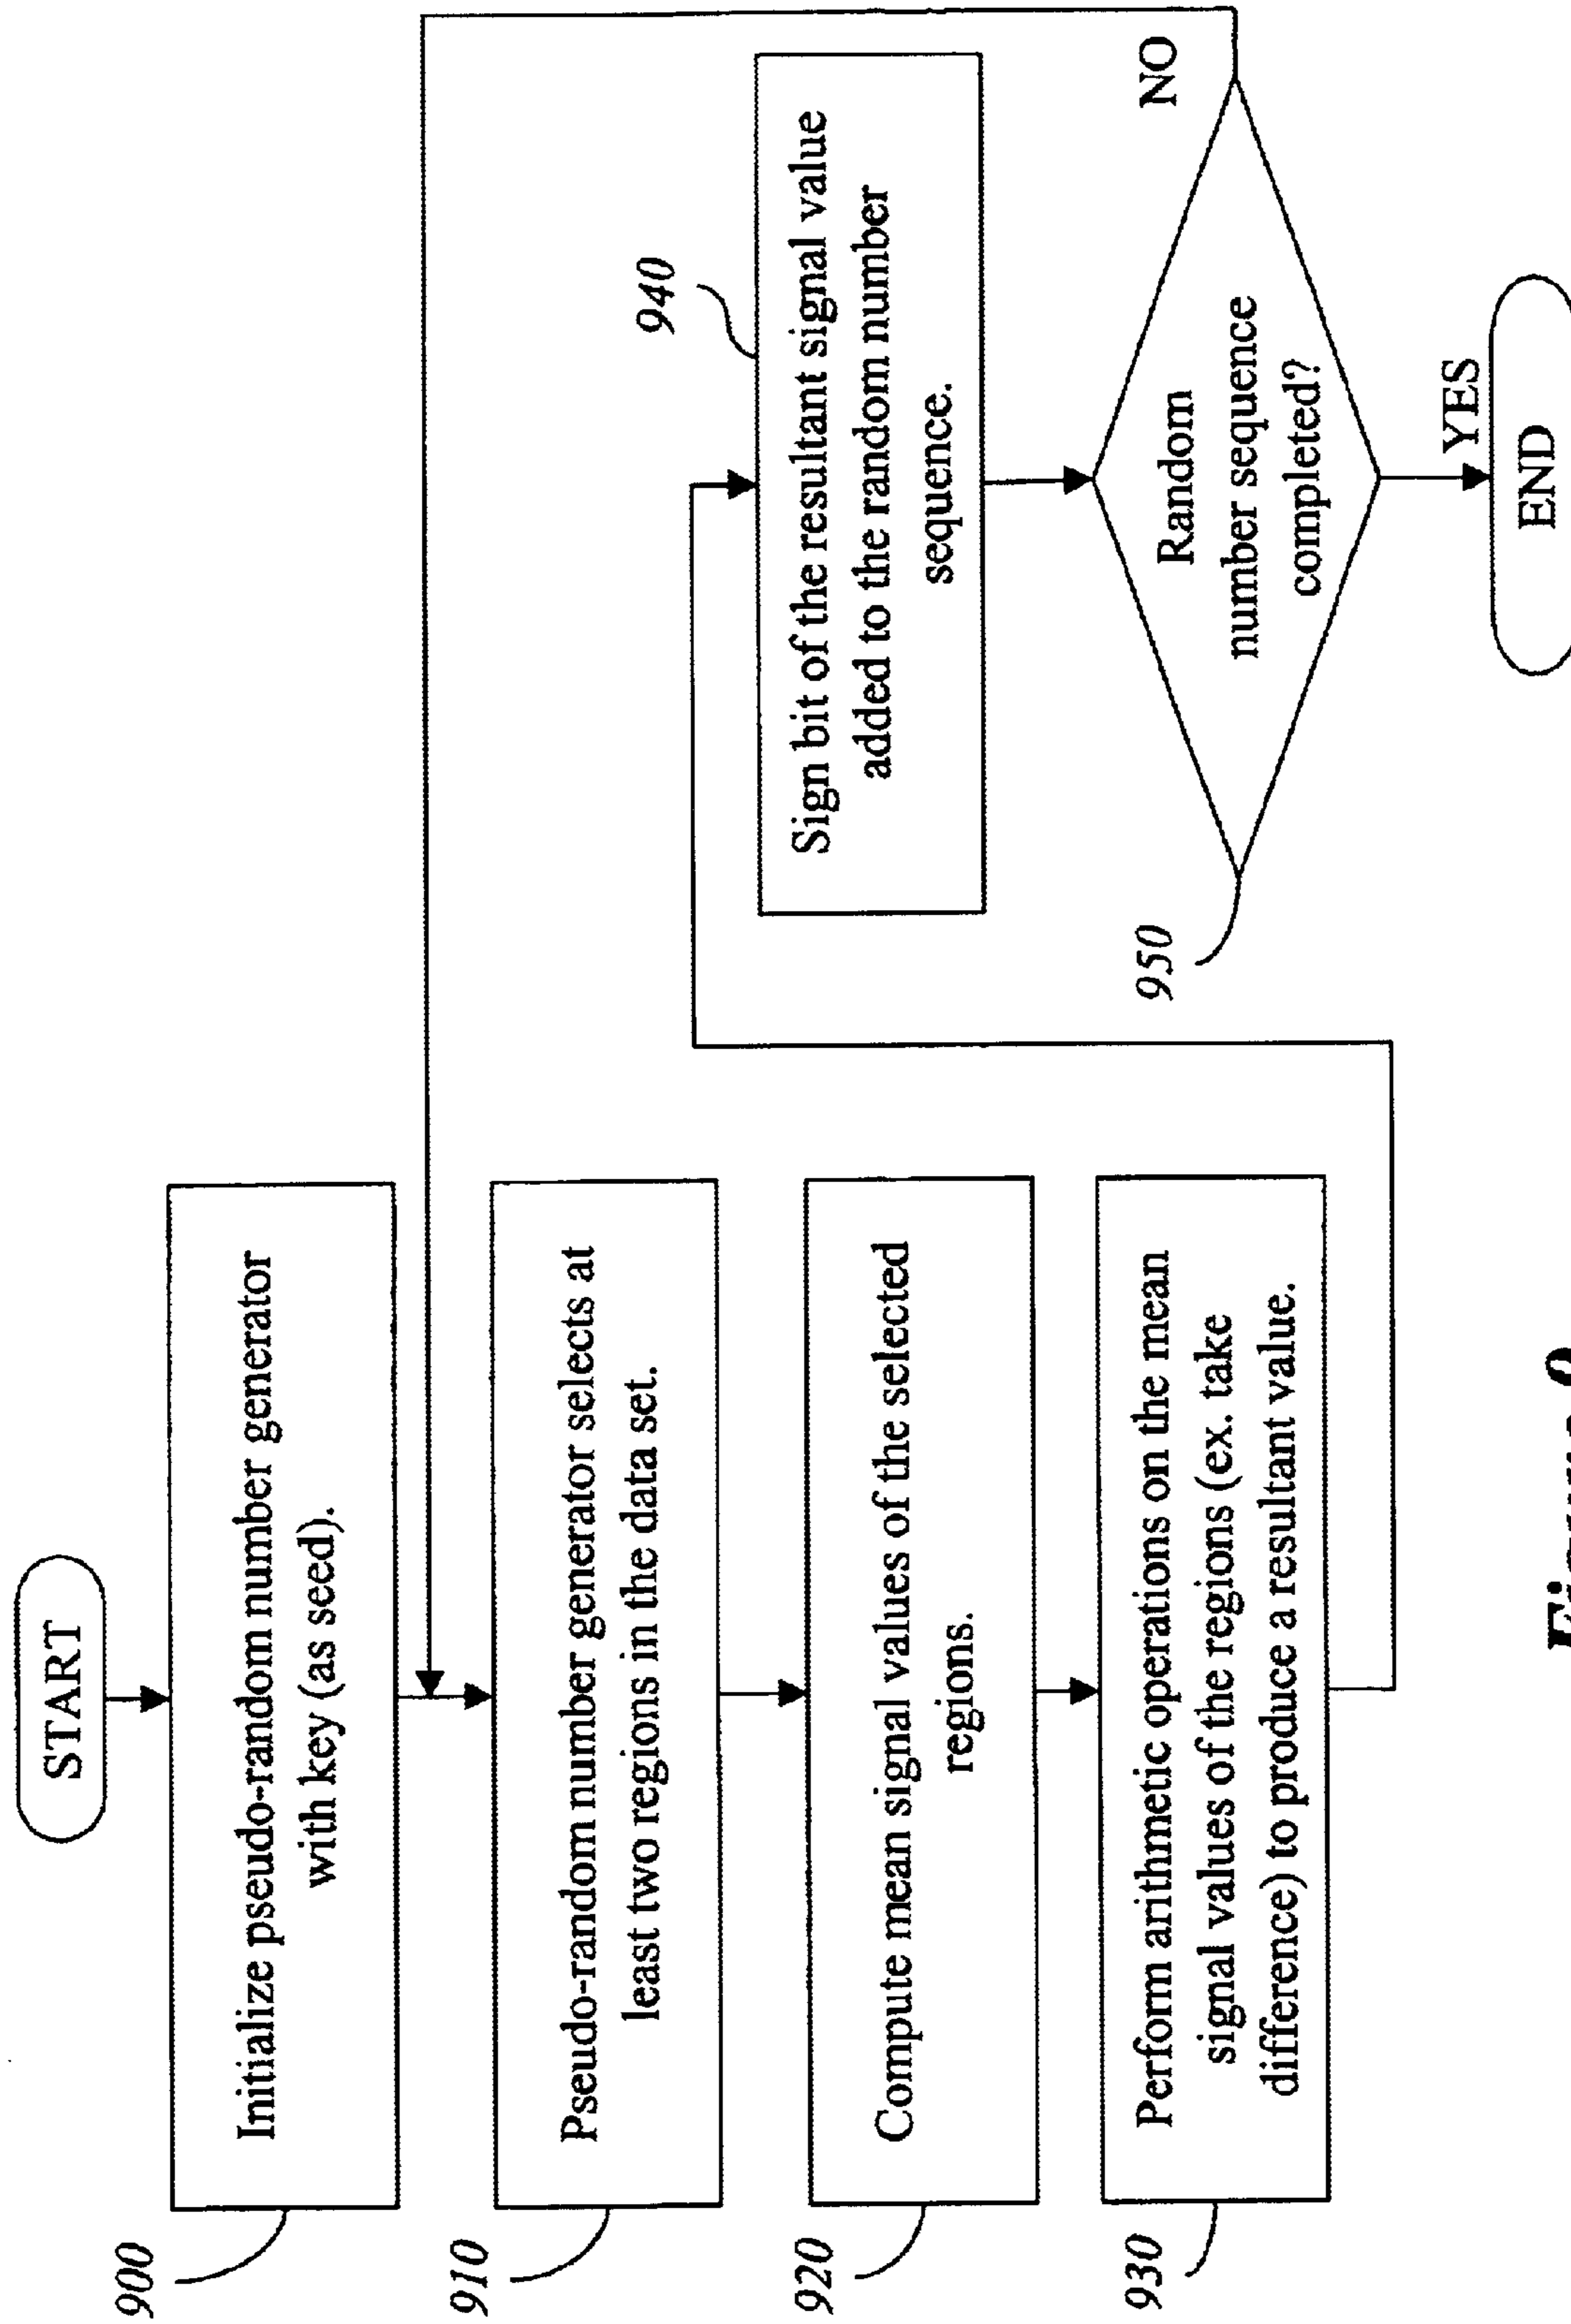 START
900
Initialize pseudo-random number generator
with key (as seed).
910
Pseudo-random number generator selects at
least two regions in the data set.
920
Compute mean signal values of the selected
regions.
930
Perform arithmetic operations on the mean
signal values of the regions (ex. take
difference) to produce a resultant value.
940
Sign bit of the resultant signal value
added to the random number
sequence.
950
Random
number sequence
completed?
NO
YES
END